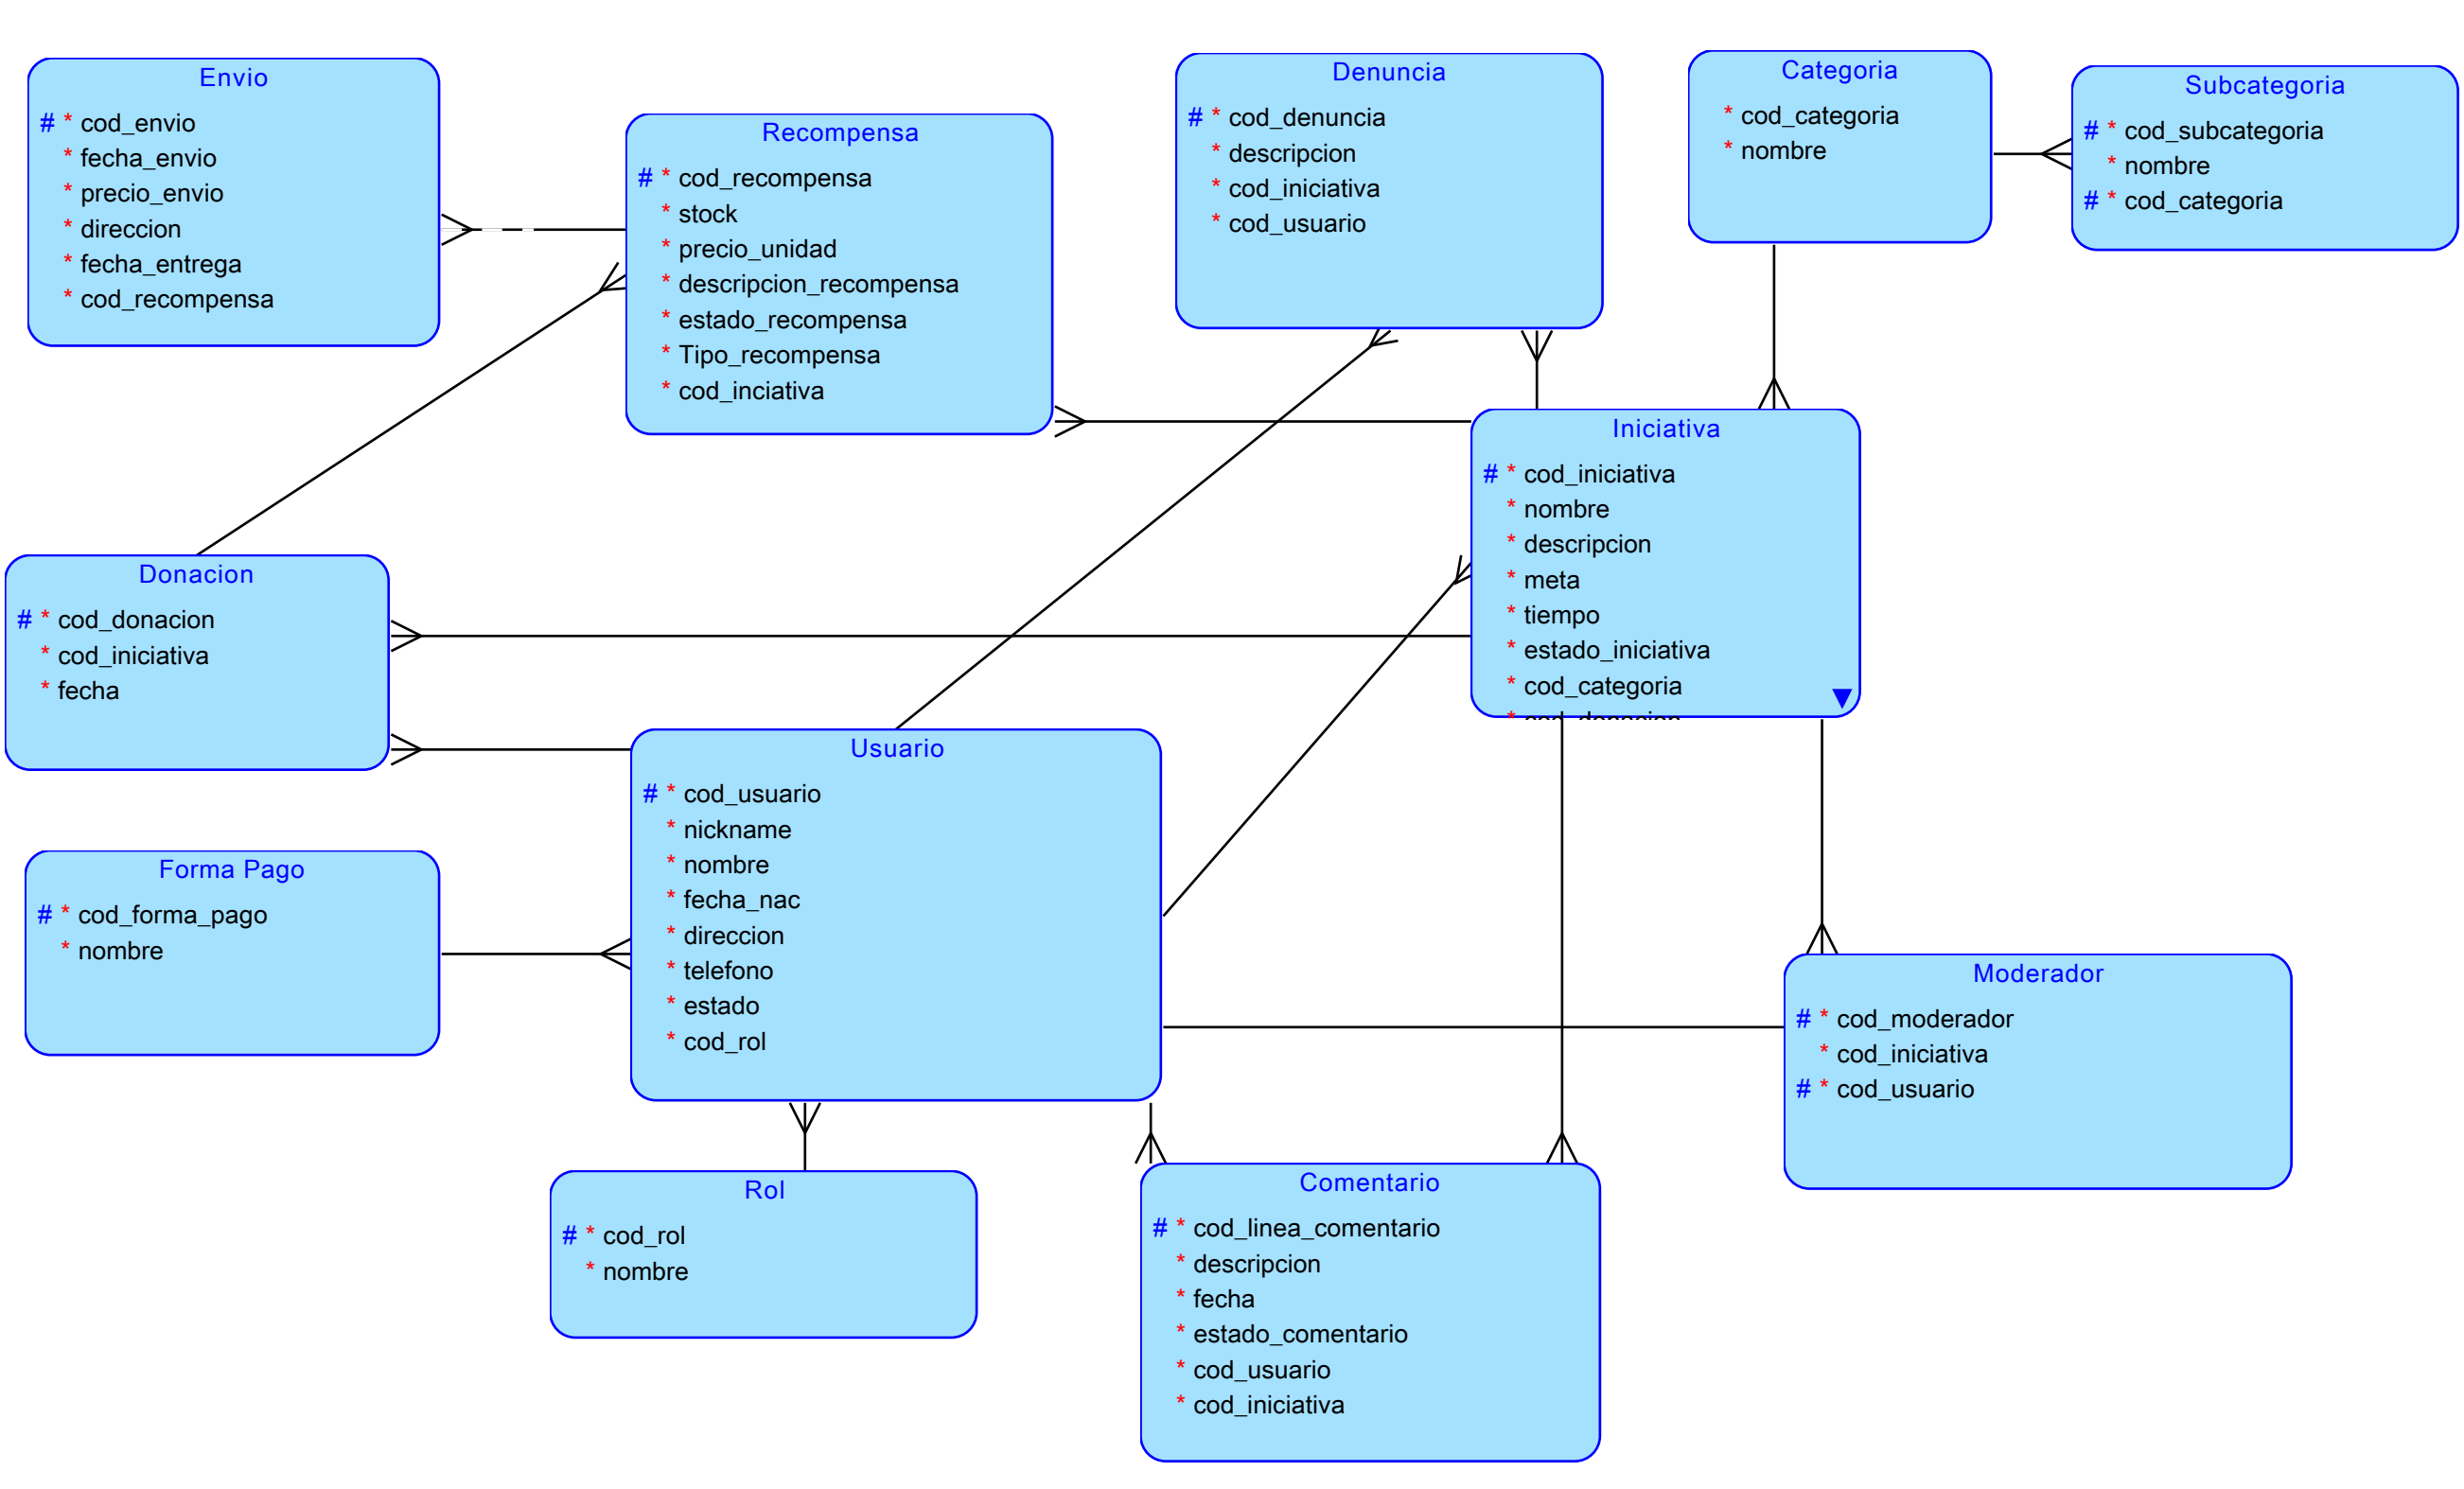 Envio
# * cod_envio
* fecha_envio
* precio_envio
* direccion
* fecha_entrega
* cod_recompensa
Recompensa
# * cod_recompensa
* stock
* precio_unidad
* descripcion_recompensa
* estado_recompensa
* Tipo_recompensa
* cod_inciativa
Denuncia
# * cod_denuncia
* descripcion
* cod_iniciativa
* cod_usuario
Categoria
* cod_categoria
* nombre
Subcategoria
# * cod_subcategoria
* nombre
# * cod_categoria
Iniciativa
# * cod_iniciativa
* nombre
* descripcion
* meta
* tiempo
* estado_iniciativa
* cod_categoria
Donacion
# * cod_donacion
* cod_iniciativa
* fecha
Usuario
# * cod_usuario
* nickname
* nombre
* fecha_nac
* direccion
* telefono
* estado
* cod_rol
Forma Pago
# * cod_forma_pago
* nombre
Moderador
# * cod_moderador
* cod_iniciativa
# * cod_usuario
Rol
# * cod_rol
* nombre
Comentario
# * cod_linea_comentario
* descripcion
* fecha
* estado_comentario
* cod_usuario
* cod_iniciativa